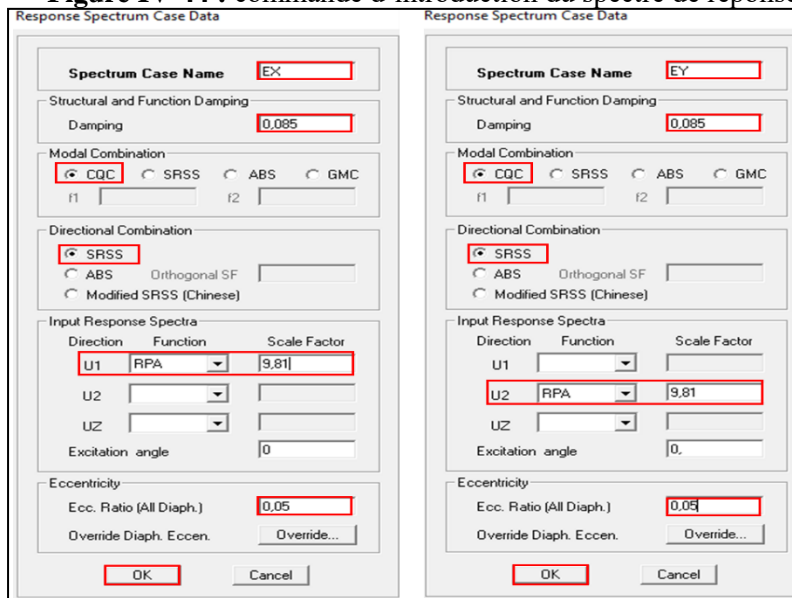 Figure IV-44 : commande d'introduction du spectre de réponse
Response Spectrum Case Data
Spectrum Case Name EX
Structural and Function Damping
Damping 0,085
Modal Combination
CQC SRSS ABS GMC
f1 f2
Directional Combination
SRSS
ABS Orthogonal SF
Modified SRSS (Chinese)
Input Response Spectra
Direction Function Scale Factor
U1 RPA 9,81
U2
UZ
Excitation angle 0
Eccentricity
Ecc. Ratio (All Diaph.) 0,05
Override Diaph. Eccen. Override...
OK Cancel
Response Spectrum Case Data
Spectrum Case Name EY
Structural and Function Damping
Damping 0,085
Modal Combination
CQC SRSS ABS GMC
f1 f2
Directional Combination
SRSS
ABS Orthogonal SF
Modified SRSS (Chinese)
Input Response Spectra
Direction Function Scale Factor
U1
U2 RPA 9,81
UZ
Excitation angle 0,
Eccentricity
Ecc. Ratio (All Diaph.) 0,05
Override Diaph. Eccen. Override...
OK Cancel